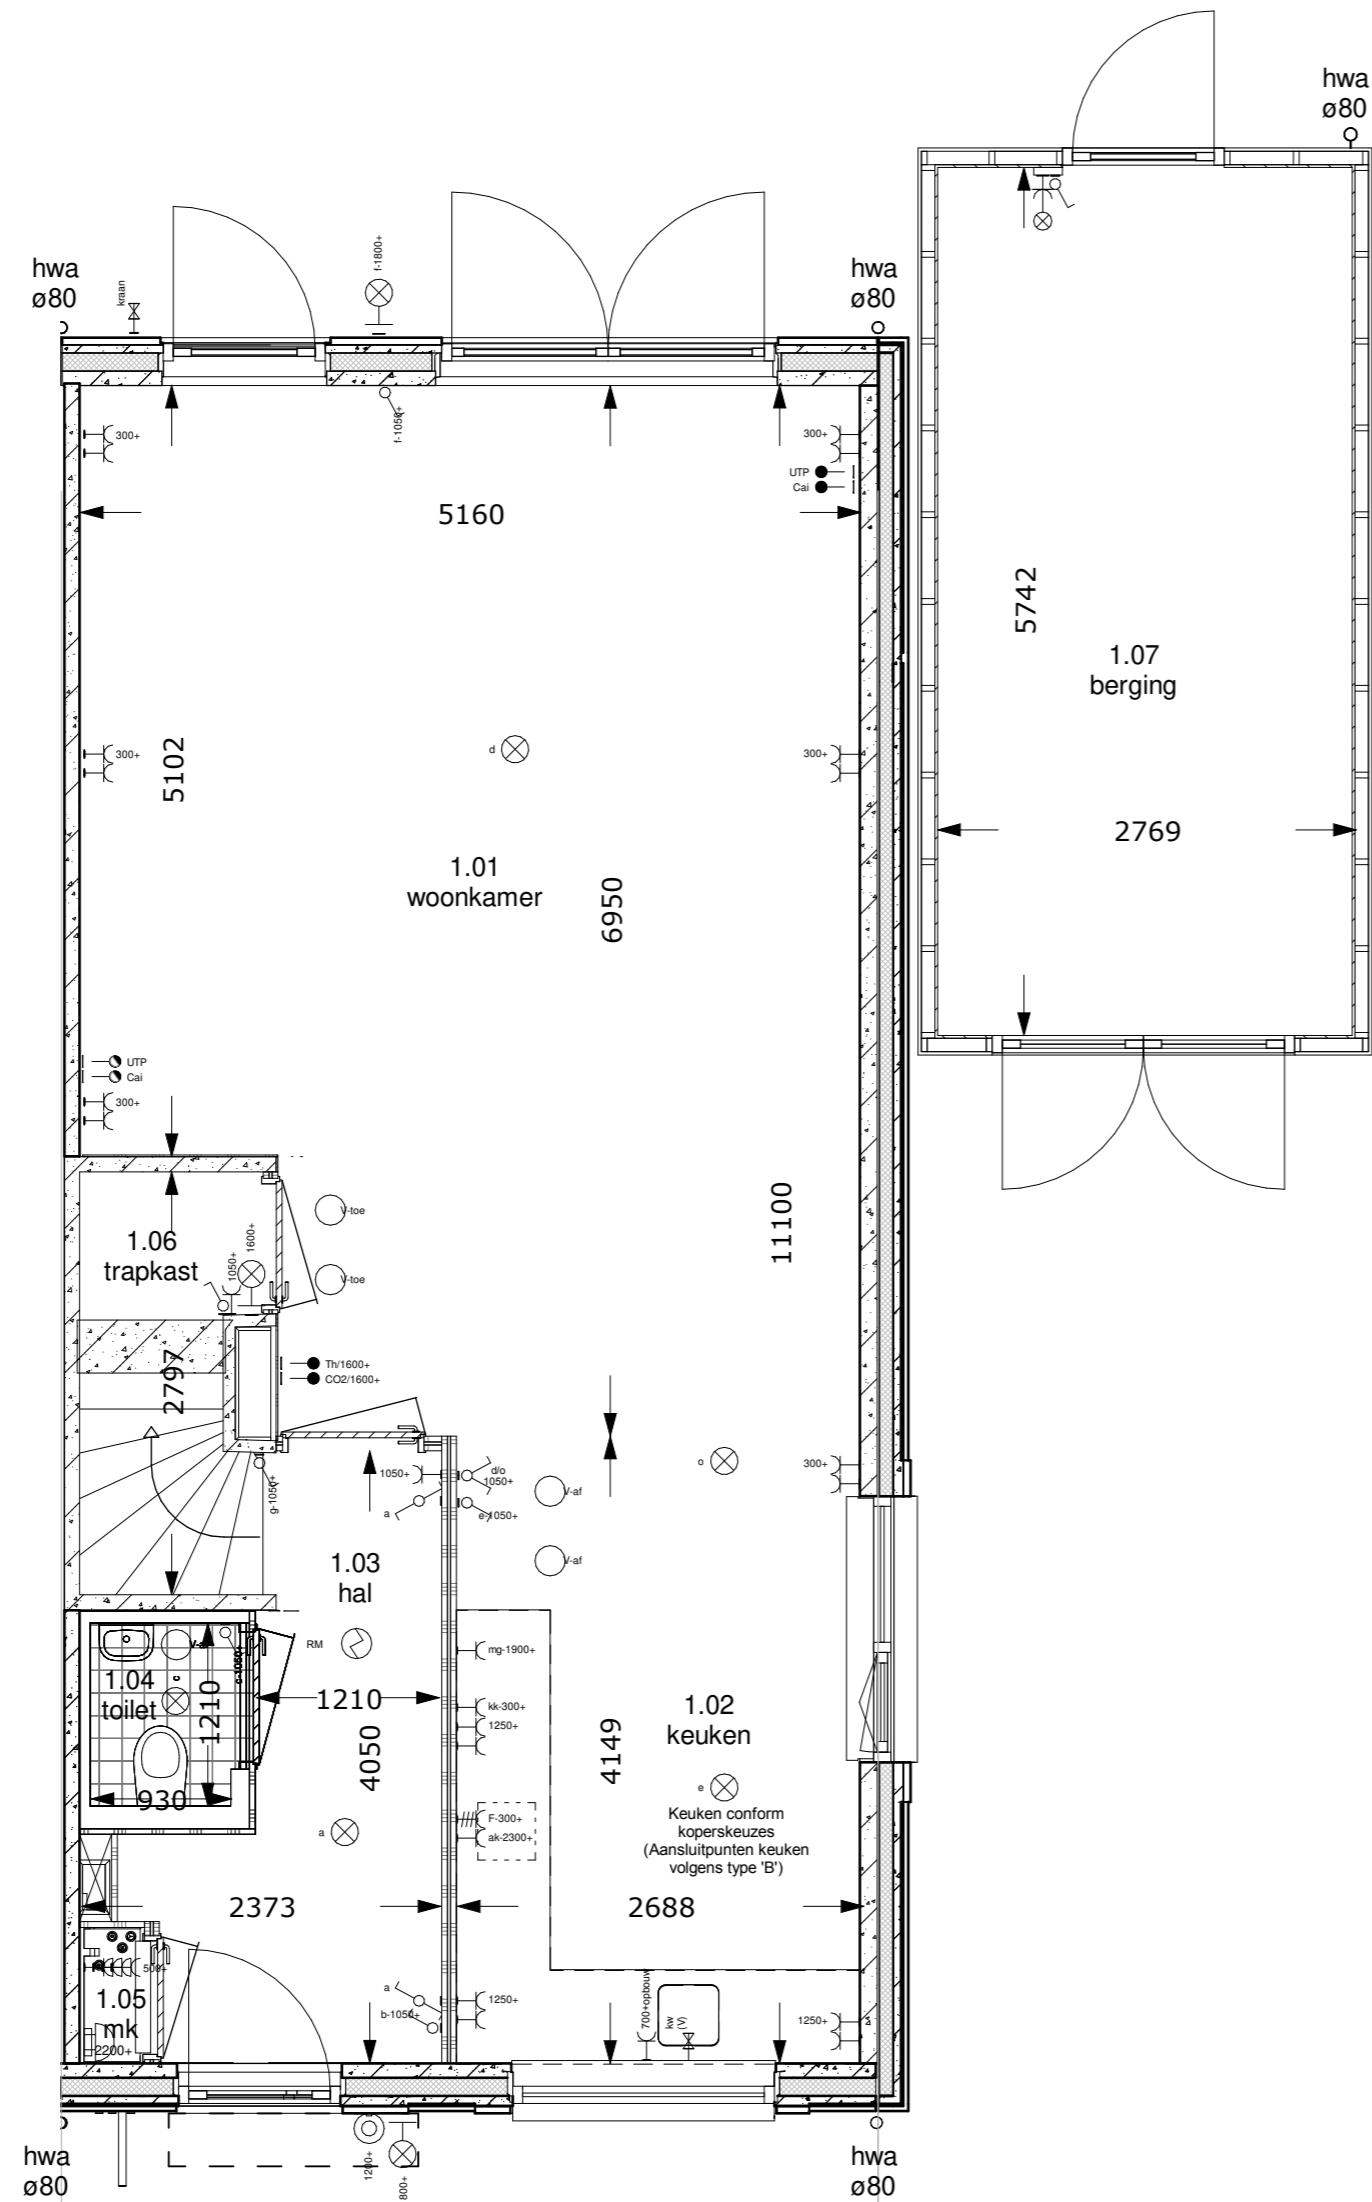 hwa
ø80
hwa
ø80
kraan
f-1800+
hwa
ø80
300+
f-1050+
300+
UTP
Cai
5160
5742
1.07
berging
300+
5102
d
300+
2769
1.01
woonkamer
6950
UTP
Cai
300+
11100
1.06
trapkast
1050+
1600+
V-toe
V-toe
2797
Th/1600+
CO2/1600+
g-1050+
1050+
d/o
1050+
a
e-1050+
o
300+
V-af
V-af
1.03
hal
RM
mg-1900+
1.04
toilet
c
c-1050+
1210
1210
kk-300+
1250+
1.02
keuken
4050
4149
930
e
a
F-300+
ak-2300+
Keuken conform
koperskeuzes
(Aansluitpunten keuken
volgens type 'B')
2373
2688
500+
1.05
mk
2200+
a
b-1050+
1250+
700+opbouw
kw
(V)
1250+
hwa
ø80
1200+
800+
hwa
ø80